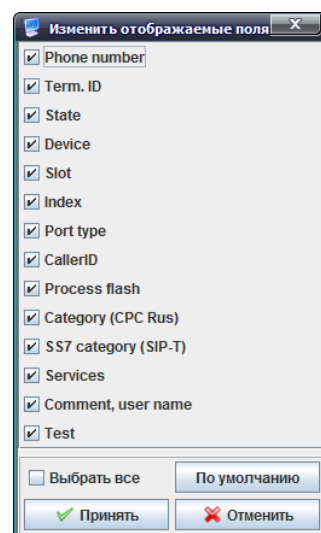 Изменить отображаемые поля
Phone number
Term. ID
State
Device
Slot
Index
Port type
CallerID
Process flash
Category (CPC Rus)
SS7 category (SIP-T)
Services
Comment, user name
Test
Выбрать все По умолчанию
Принять Отменить